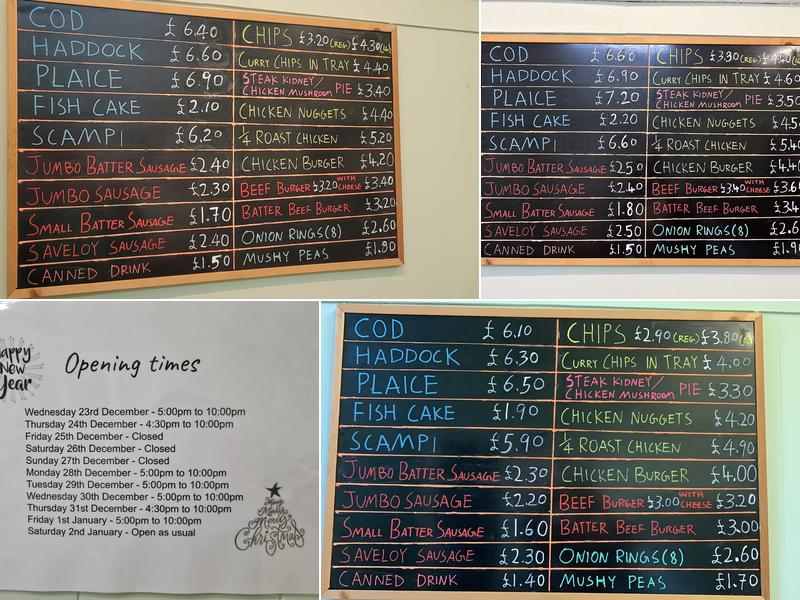 COD £6.40
HADDOCK £6.60
PLAICE £6.90
FISH CAKE £2.10
SCAMPI £6.20
JUMBO BATTER SAUSAGE £2.40
JUMBO SAUSAGE £2.30
SMALL BATTER SAUSAGE £1.70
SAVELOY SAUSAGE £2.40
CANNED DRINK £1.50
CHIPS £3.20(REG) £4.30(LG)
CURRY CHIPS IN TRAY £4.40
STEAK KIDNEY/
CHICKEN MUSHROOM PIE £3.40
CHICKEN NUGGETS £4.40
1/4 ROAST CHICKEN £5.20
CHICKEN BURGER £4.20
BEEF BURGER £3.20 WITH CHEESE £3.40
BATTER BEEF BURGER £3.20
ONION RINGS(8) £2.60
MUSHY PEAS £1.80
COD £6.60
HADDOCK £6.90
PLAICE £7.20
FISH CAKE £2.20
SCAMPI £6.60
JUMBO BATTER SAUSAGE £2.50
JUMBO SAUSAGE £2.40
SMALL BATTER SAUSAGE £1.80
SAVELOY SAUSAGE £2.50
CANNED DRINK £1.50
CHIPS £3.30(REG)
CURRY CHIPS IN TRAY £4.60
STEAK KIDNEY/
CHICKEN MUSHROOM PIE £3.50
CHICKEN NUGGETS
1/4 ROAST CHICKEN
CHICKEN BURGER
BEEF BURGER £3.40 WITH CHEESE
BATTER BEEF BURGER
ONION RINGS(8)
MUSHY PEAS
Happy
New
Year
Opening times
Wednesday 23rd December - 5:00pm to 10:00pm
Thursday 24th December - 4:30pm to 10:00pm
Friday 25th December - Closed
Saturday 26th December - Closed
Sunday 27th December - Closed
Monday 28th December - 5:00pm to 10:00pm
Tuesday 29th December - 5:00pm to 10:00pm
Wednesday 30th December - 5:00pm to 10:00pm
Thursday 31st December - 4:30pm to 10:00pm
Friday 1st January - 5:00pm to 10:00pm
Saturday 2nd January - Open as usual
Merry
Christmas
COD £6.10
HADDOCK £6.30
PLAICE £6.50
FISH CAKE £1.90
SCAMPI £5.90
JUMBO BATTER SAUSAGE £2.30
JUMBO SAUSAGE £2.20
SMALL BATTER SAUSAGE £1.60
SAVELOY SAUSAGE £2.30
CANNED DRINK £1.40
CHIPS £2.90(REG) £3.80(LG)
CURRY CHIPS IN TRAY £4.00
STEAK KIDNEY/
CHICKEN MUSHROOM PIE £3.30
CHICKEN NUGGETS £4.20
1/4 ROAST CHICKEN £4.90
CHICKEN BURGER £4.00
BEEF BURGER £3.00 WITH CHEESE £3.20
BATTER BEEF BURGER £3.00
ONION RINGS(8) £2.60
MUSHY PEAS £1.70